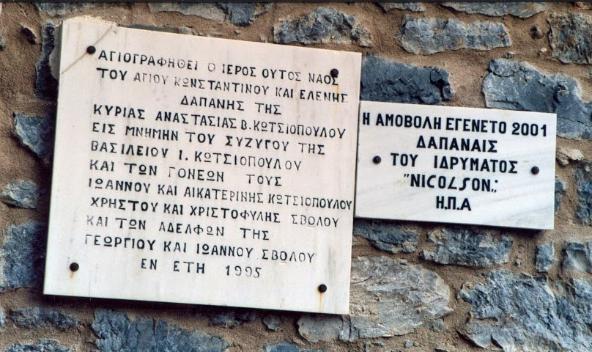 ΑΓΙΟΓΡΑΦΗΘΕΙ Ο ΙΕΡΟΣ ΟΥΤΟΣ ΝΑΟΣ
ΤΟΥ ΑΓΙΟΥ ΚΩΝΣΤΑΝΤΙΝΟΥ ΚΑΙ ΕΛΕΝΗΣ
ΔΑΠΑΝΗΣ ΤΗΣ
ΚΥΡΙΑΣ ΑΝΑΣΤΑΣΙΑΣ Β. ΚΩΤΣΙΟΠΟΥΛΟΥ
ΕΙΣ ΜΝΗΜΗΝ ΤΟΥ ΣΥΖΥΓΟΥ ΤΗΣ
ΒΑΣΙΛΕΙΟΥ Ι. ΚΩΤΣΙΟΠΟΥΛΟΥ
ΚΑΙ ΤΩΝ ΓΟΝΕΩΝ ΤΟΥΣ
ΙΩΑΝΝΟΥ ΚΑΙ ΑΙΚΑΤΕΡΙΝΗΣ ΚΩΤΣΙΟΠΟΥΛΟΥ
ΧΡΗΣΤΟΥ ΚΑΙ ΧΡΙΣΤΟΦΥΛΗΣ ΣΒΟΛΟΥ
ΚΑΙ ΤΩΝ ΑΔΕΛΦΩΝ ΤΗΣ
ΓΕΩΡΓΙΟΥ ΚΑΙ ΙΩΑΝΝΟΥ ΣΒΟΛΟΥ
ΕΝ ΕΤΗ 1995
Η ΑΜΟΒΟΛΗ ΕΓΕΝΕΤΟ 2001
ΔΑΠΑΝΑΙΣ
ΤΟΥ ΙΔΡΥΜΑΤΟΣ
"NICOLSON."
Η.Π.Α